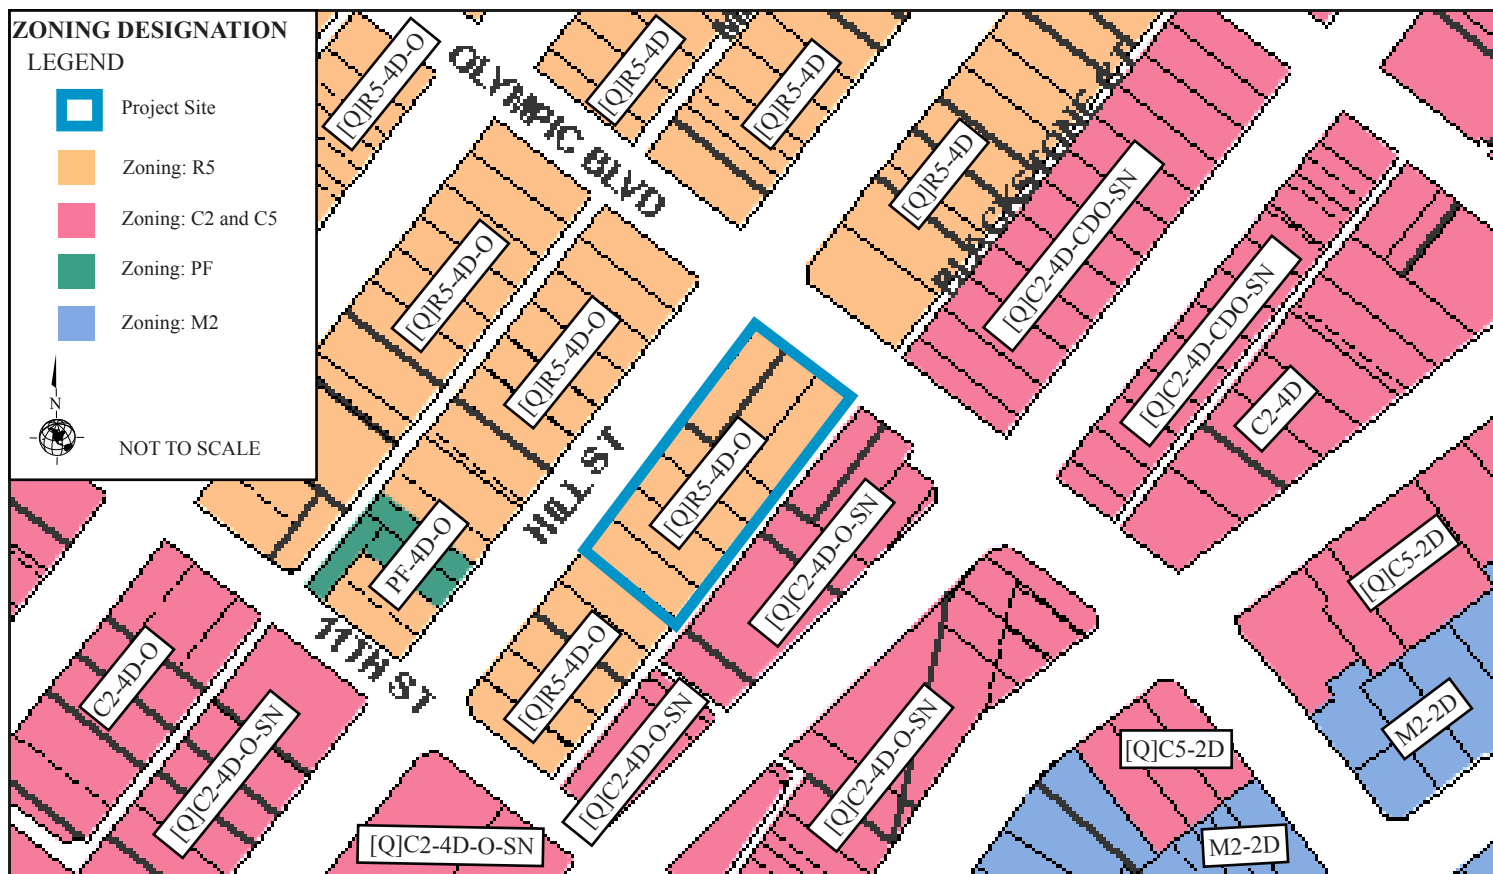 ZONING DESIGNATION
LEGEND
Project Site
Zoning: R5
Zoning: C2 and C5
Zoning: PF
Zoning: M2
N
NOT TO SCALE
[Q]R5-4D-O
OLYMPIC BLVD
[Q]R5-4D
[Q]R5-4D
[Q]R5-4D
BLACKSTONE
[Q]C2-4D-CDO-SN
[Q]R5-4D-O
[Q]R5-4D-O
[Q]C2-4D-CDO-SN
C2-4D
HILL ST
[Q]R5-4D-O
[Q]C2-4D-O-SN
PF-4D-O
[Q]C5-2D
11TH ST
C2-4D-O
[Q]R5-4D-O
[Q]C2-4D-O-SN
[Q]C2-4D-O-SN
[Q]C2-4D-O-SN
M2-2D
[Q]C5-2D
[Q]C2-4D-O-SN
M2-2D